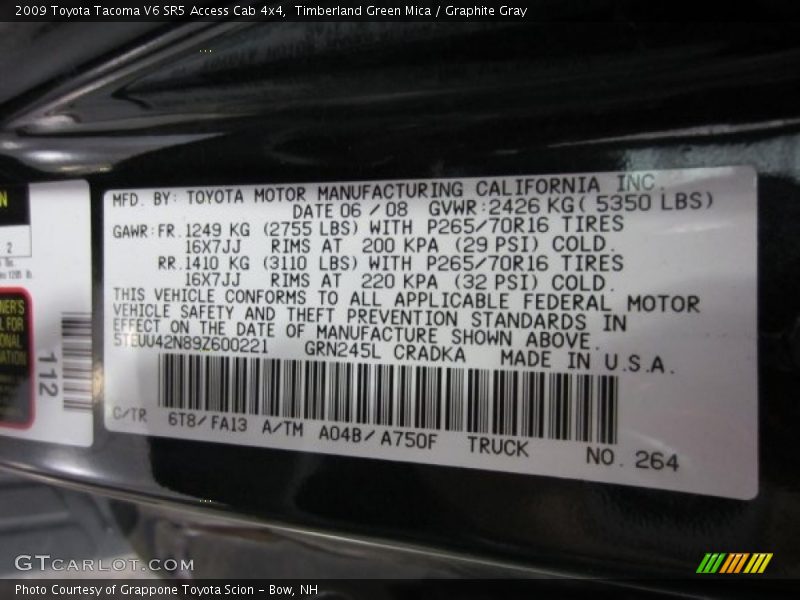 2009 Toyota Tacoma V6 SR5 Access Cab 4x4, Timberland Green Mica / Graphite Gray
MFD. BY: TOYOTA MOTOR MANUFACTURING CALIFORNIA INC.
DATE 06 / 08 GVWR:2426 KG( 5350 LBS)
GAWR:FR.1249 KG (2755 LBS) WITH P265/70R16 TIRES
16X7JJ RIMS AT 200 KPA (29 PSI) COLD.
RR.1410 KG (3110 LBS) WITH P265/70R16 TIRES
16X7JJ RIMS AT 220 KPA (32 PSI) COLD.
THIS VEHICLE CONFORMS TO ALL APPLICABLE FEDERAL MOTOR
VEHICLE SAFETY AND THEFT PREVENTION STANDARDS IN
EFFECT ON THE DATE OF MANUFACTURE SHOWN ABOVE.
5TEUU42N89Z600221 GRN245L CRADKA MADE IN U.S.A.
C/TR 6T8/FA13 A/TM A04B/A750F TRUCK NO. 264
N
2
112
GTCARLOT.COM
Photo Courtesy of Grappone Toyota Scion – Bow, NH